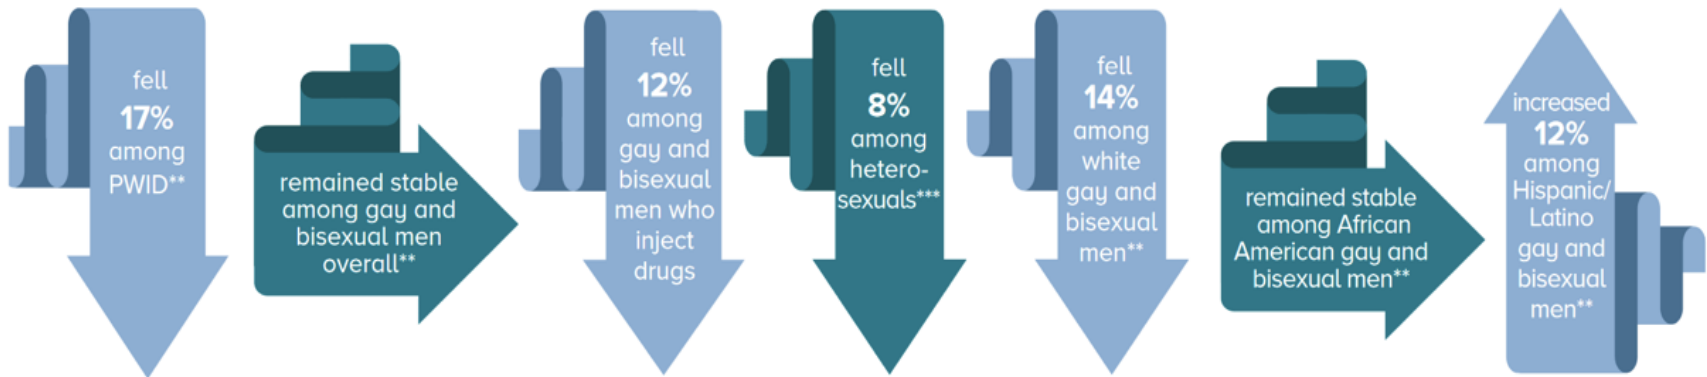 fell
17%
among
PWID**
remained stable
among gay and
bisexual men
overall**
fell
12%
among
gay and
bisexual
men who
inject
drugs
fell
8%
among
hetero-
sexuals***
fell
14%
among
white
gay and
bisexual
men**
remained stable
among African
American gay and
bisexual men**
increased
12%
among
Hispanic/
Latino
gay and
bisexual
men**